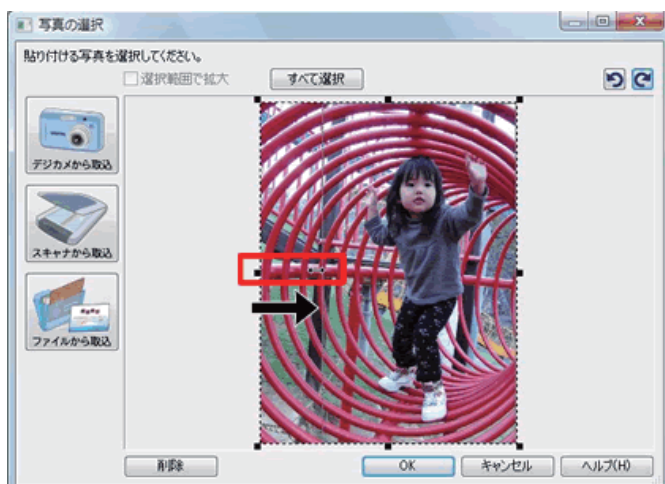 写真の選択
貼り付ける写真を選択してください。
選択範囲で拡大
すべて選択
デジカメから取込
スキャナから取込
ファイルから取込
削除
OK
キャンセル
ヘルプ(H)